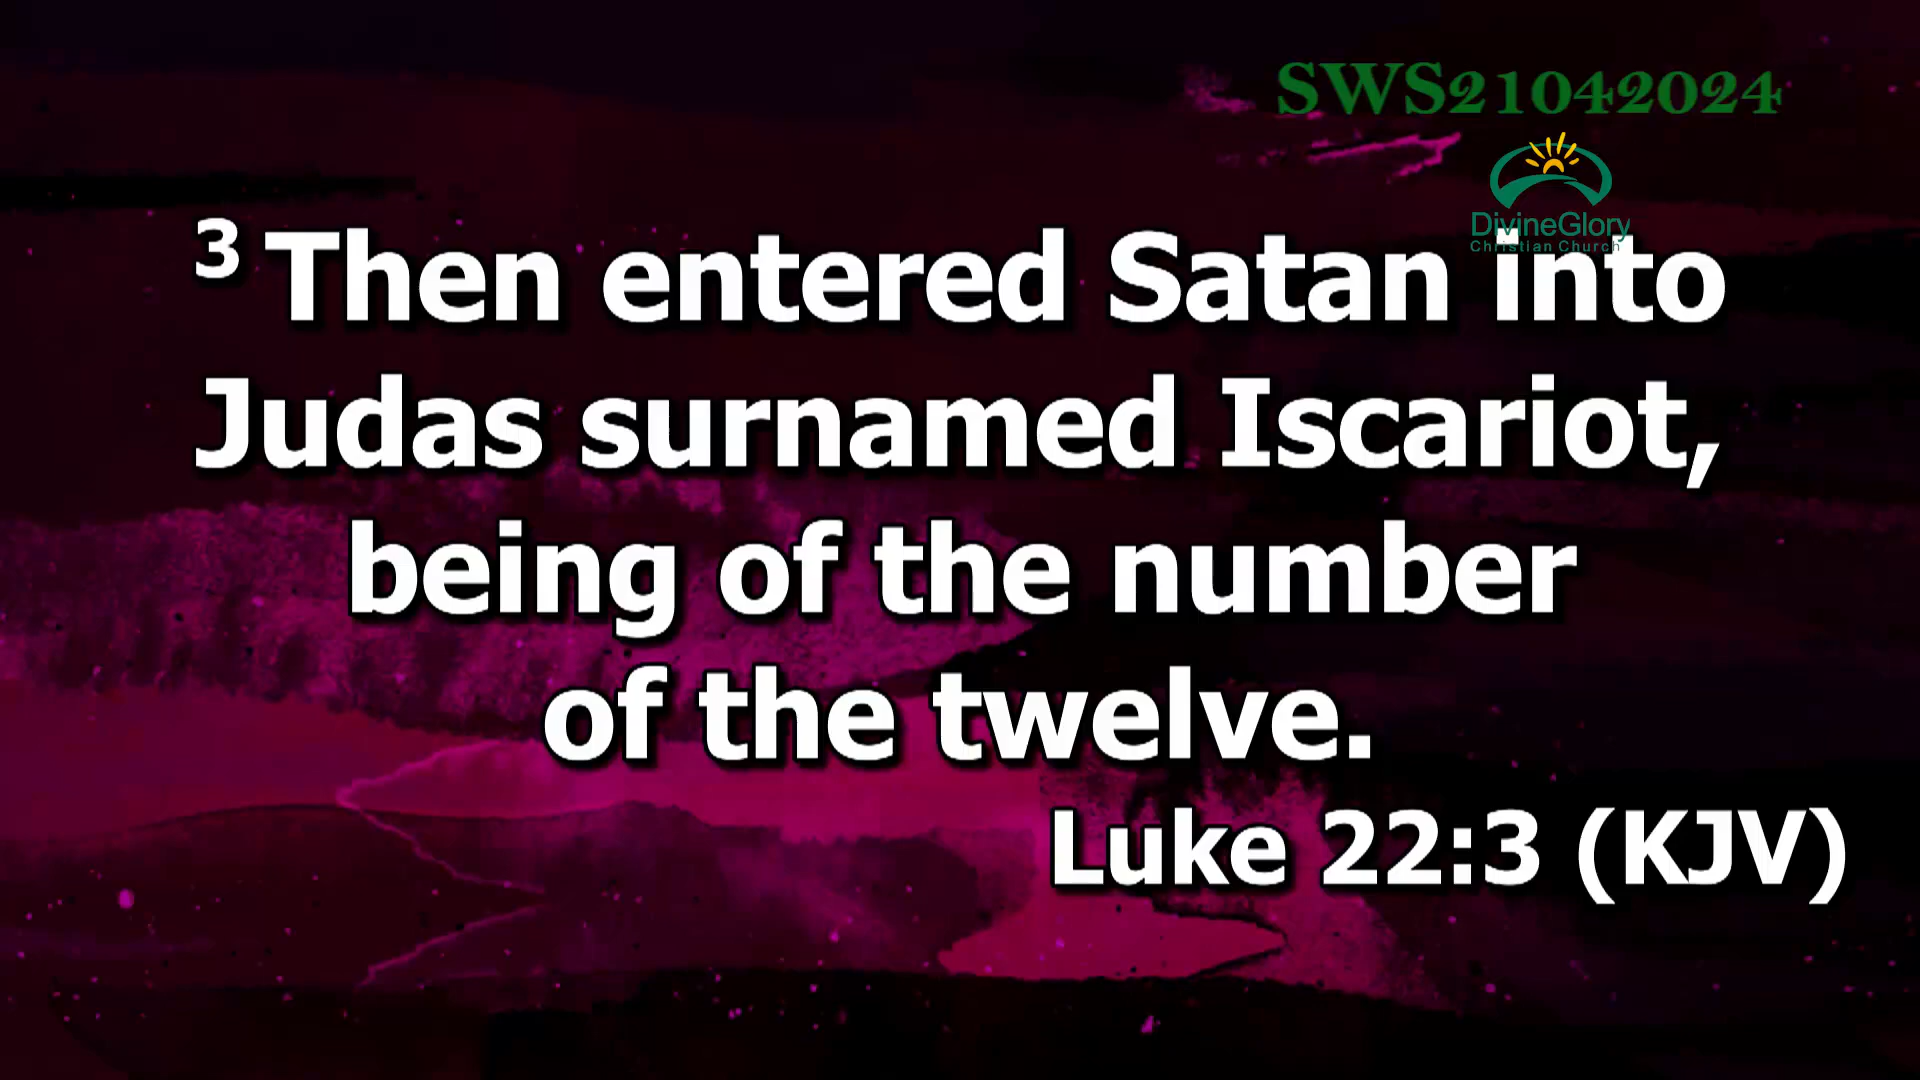 SWS21042024
DivineGlory
Christian Church
3 Then entered Satan into
Judas surnamed Iscariot,
being of the number
of the twelve.
Luke 22:3 (KJV)